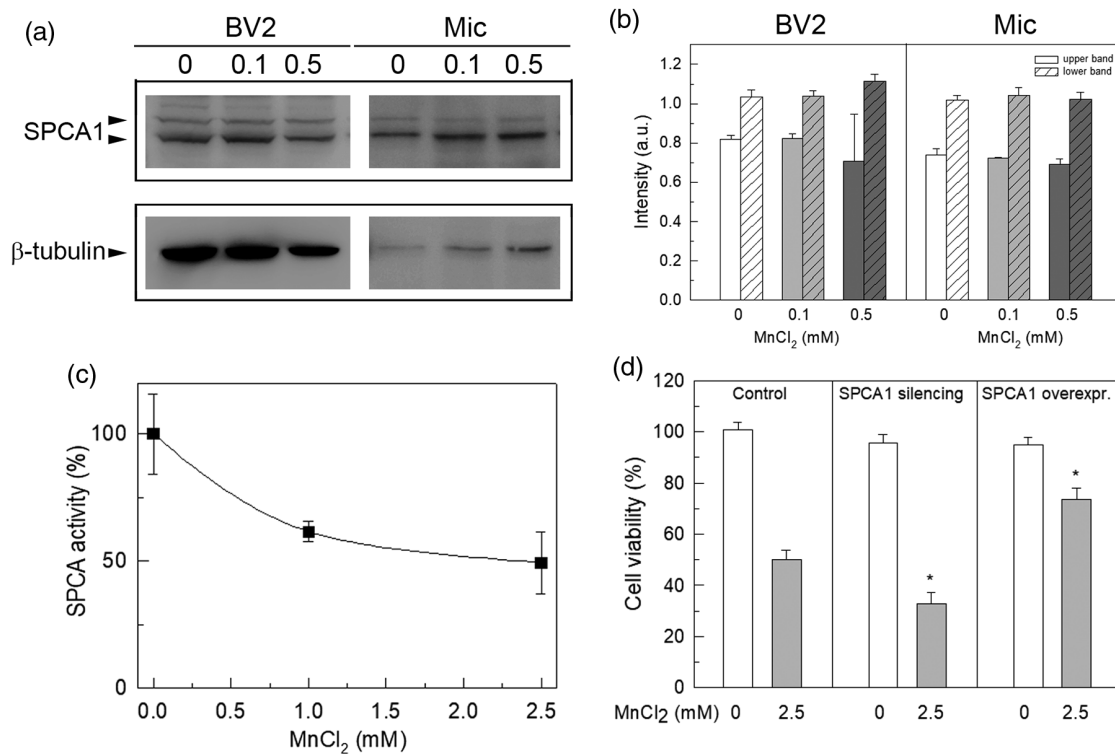 (a)
BV2 Mic
0 0.1 0.5 0 0.1 0.5
SPCA1
β-tubulin
(b)
BV2 Mic
upper band
lower band
Intensity (a.u.)
1.2
1.0
0.8
0.6
0.4
0.2
0.0
0 0.1 0.5 0 0.1 0.5
MnCl₂ (mM) MnCl₂ (mM)
(c)
SPCA activity (%)
100
50
0
0.0 0.5 1.0 1.5 2.0 2.5
MnCl₂ (mM)
(d)
Control SPCA1 silencing SPCA1 overexpr.
Cell viability (%)
120
100
80
60
40
20
0
* *
MnCl₂ (mM) 0 2.5 0 2.5 0 2.5